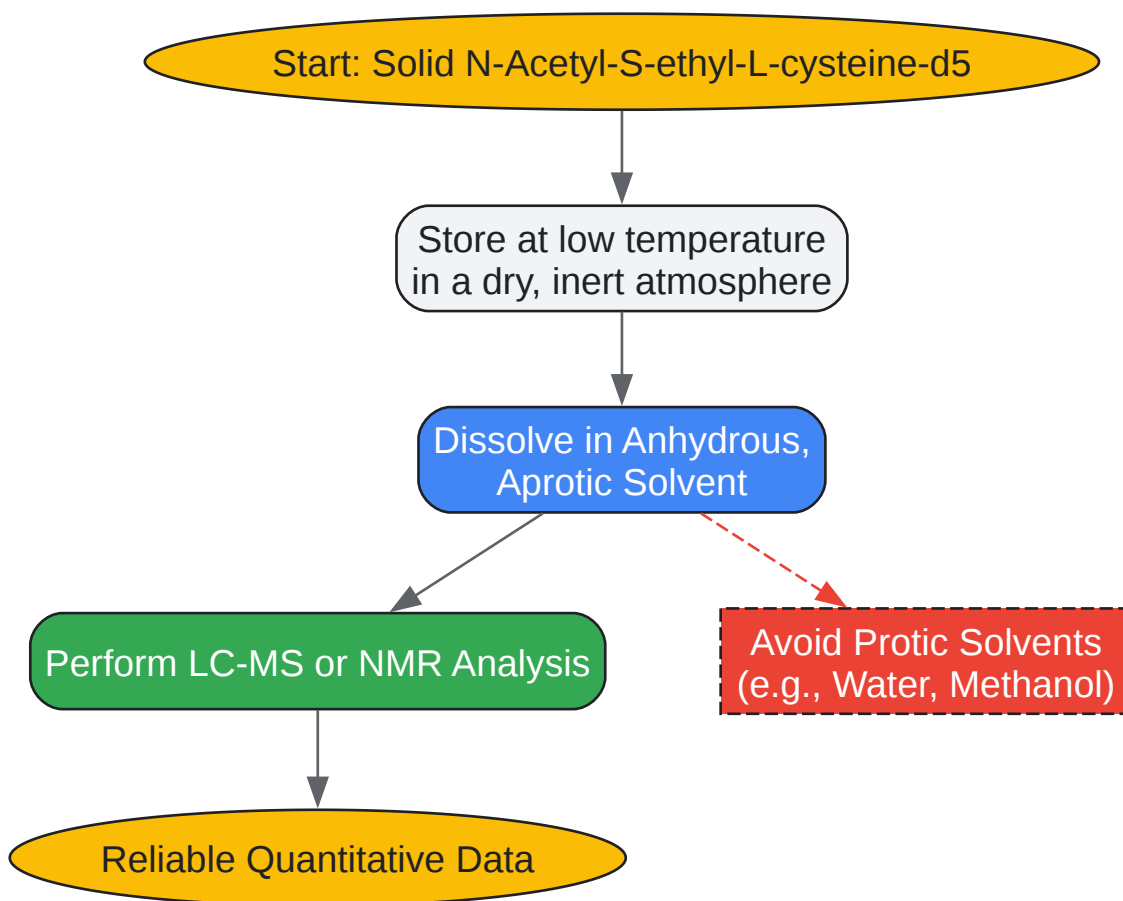 Start: Solid N-Acetyl-S-ethyl-L-cysteine-d5
Store at low temperature
in a dry, inert atmosphere
Dissolve in Anhydrous,
Aprotic Solvent
Perform LC-MS or NMR Analysis
Avoid Protic Solvents
(e.g., Water, Methanol)
Reliable Quantitative Data